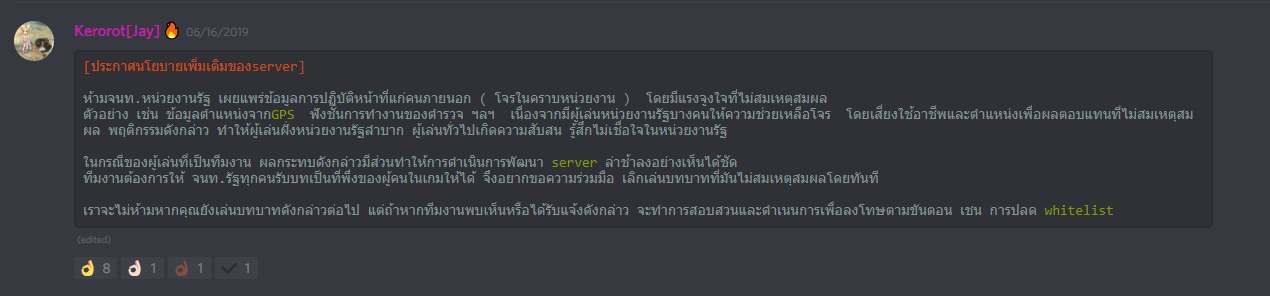 Kerorot[Jay] 🔥 06/16/2019
[ประกาศนโยบายเพิ่มเติมของserver]
ห้ามจนท.หน่วยงานรัฐ เผยแพร่ข้อมูลการปฏิบัติหน้าที่แก่คนภายนอก ( โจรในคราบหน่วยงาน ) โดยมีแรงจูงใจที่ไม่สมเหตุสมผล
ตัวอย่าง เช่น ข้อมูลตำแหน่งจากGPS ฟังชั่นการทำงานของตำรวจ ฯลฯ เนื่องจากมีผู้เล่นหน่วยงานรัฐบางคนให้ความช่วยเหลือโจร โดยเสี่ยงใช้อาชีพและตำแหน่งเพื่อผลตอบแทนที่ไม่สมเหตุสม
ผล พฤติกรรมดังกล่าว ทำให้ผู้เล่นฝั่งหน่วยงานรัฐลำบาก ผู้เล่นทั่วไปเกิดความสับสน รู้สึกไม่เชื่อใจในหน่วยงานรัฐ
ในกรณีของผู้เล่นที่เป็นทีมงาน ผลกระทบดังกล่าวมีส่วนทำให้การดำเนินการพัฒนา server ล่าช้าลงอย่างเห็นได้ชัด
ทีมงานต้องการให้ จนท.รัฐทุกคนรับบทเป็นที่พึ่งของผู้คนในเกมให้ได้ จึงอยากขอความร่วมมือ เลิกเล่นบทบาทที่มันไม่สมเหตุสมผลโดยทันที
เราจะไม่ห้ามหากคุณยังเล่นบทบาทดังกล่าวต่อไป แต่ถ้าหากทีมงานพบเห็นหรือได้รับแจ้งดังกล่าว จะทำการสอบสวนและดำเนินการเพื่อลงโทษตามขั้นตอน เช่น การปลด whitelist
(edited)
👌 8 👌🏻 1 👌🏾 1 ✔ 1